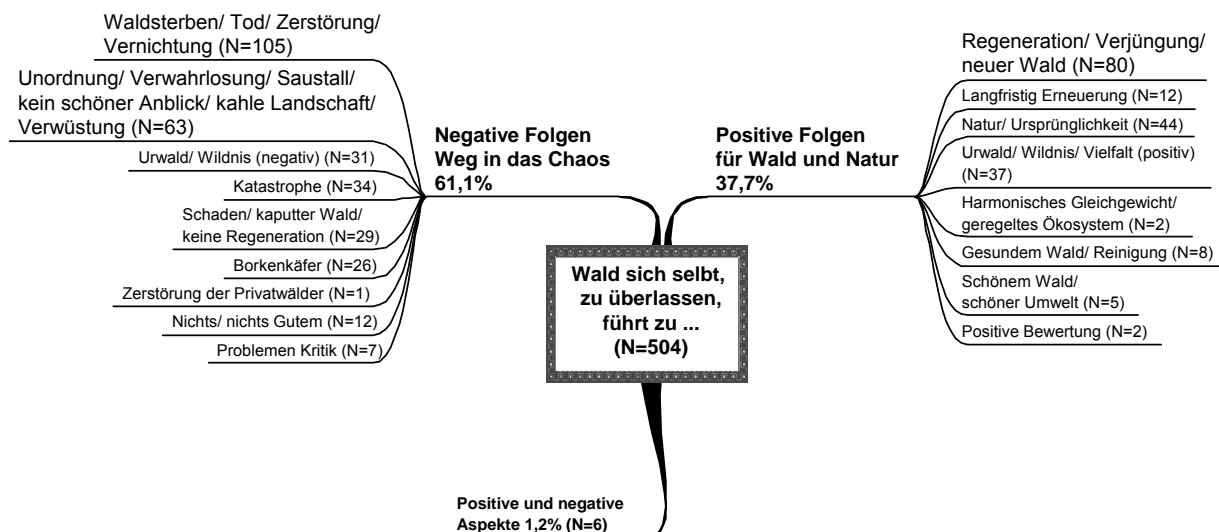 Waldsterben/ Tod/ Zerstörung/
Vernichtung (N=105)
Unordnung/ Verwahrlosung/ Saustall/
kein schöner Anblick/ kahle Landschaft/
Verwüstung (N=63)
Urwald/ Wildnis (negativ) (N=31)
Katastrophe (N=34)
Schaden/ kaputter Wald/
keine Regeneration (N=29)
Borkenkäfer (N=26)
Zerstörung der Privatwälder (N=1)
Nichts/ nichts Gutem (N=12)
Problemen Kritik (N=7)
Negative Folgen
Weg in das Chaos
61,1%
Positive Folgen
für Wald und Natur
37,7%
Regeneration/ Verjüngung/
neuer Wald (N=80)
Langfristig Erneuerung (N=12)
Natur/ Ursprünglichkeit (N=44)
Urwald/ Wildnis/ Vielfalt (positiv)
(N=37)
Harmonisches Gleichgewicht/
geregeltes Ökosystem (N=2)
Gesundem Wald/ Reinigung (N=8)
Schönem Wald/
schöner Umwelt (N=5)
Positive Bewertung (N=2)
Wald sich selbt,
zu überlassen,
führt zu ...
(N=504)
Positive und negative
Aspekte 1,2% (N=6)